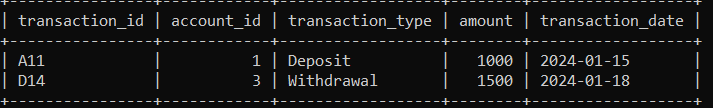 +----------------+------------+------------------+--------+------------------+
| transaction_id | account_id | transaction_type | amount | transaction_date |
+----------------+------------+------------------+--------+------------------+
| A11            |          1 | Deposit          |   1000 | 2024-01-15       |
| D14            |          3 | Withdrawal       |   1500 | 2024-01-18       |
+----------------+------------+------------------+--------+------------------+